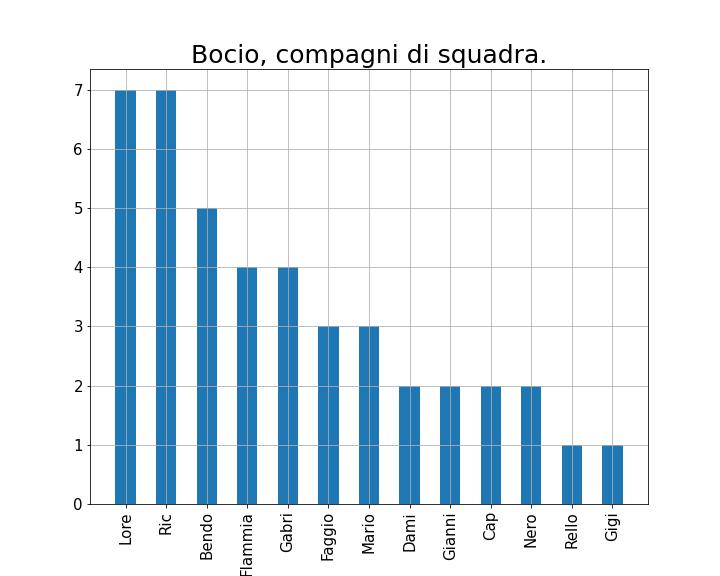 Bocio, compagni di squadra.
7
6
5
4
3
2
1
0
Lore
Ric
Bendo
Flammia
Gabri
Faggio
Mario
Dami
Gianni
Cap
Nero
Rello
Gigi